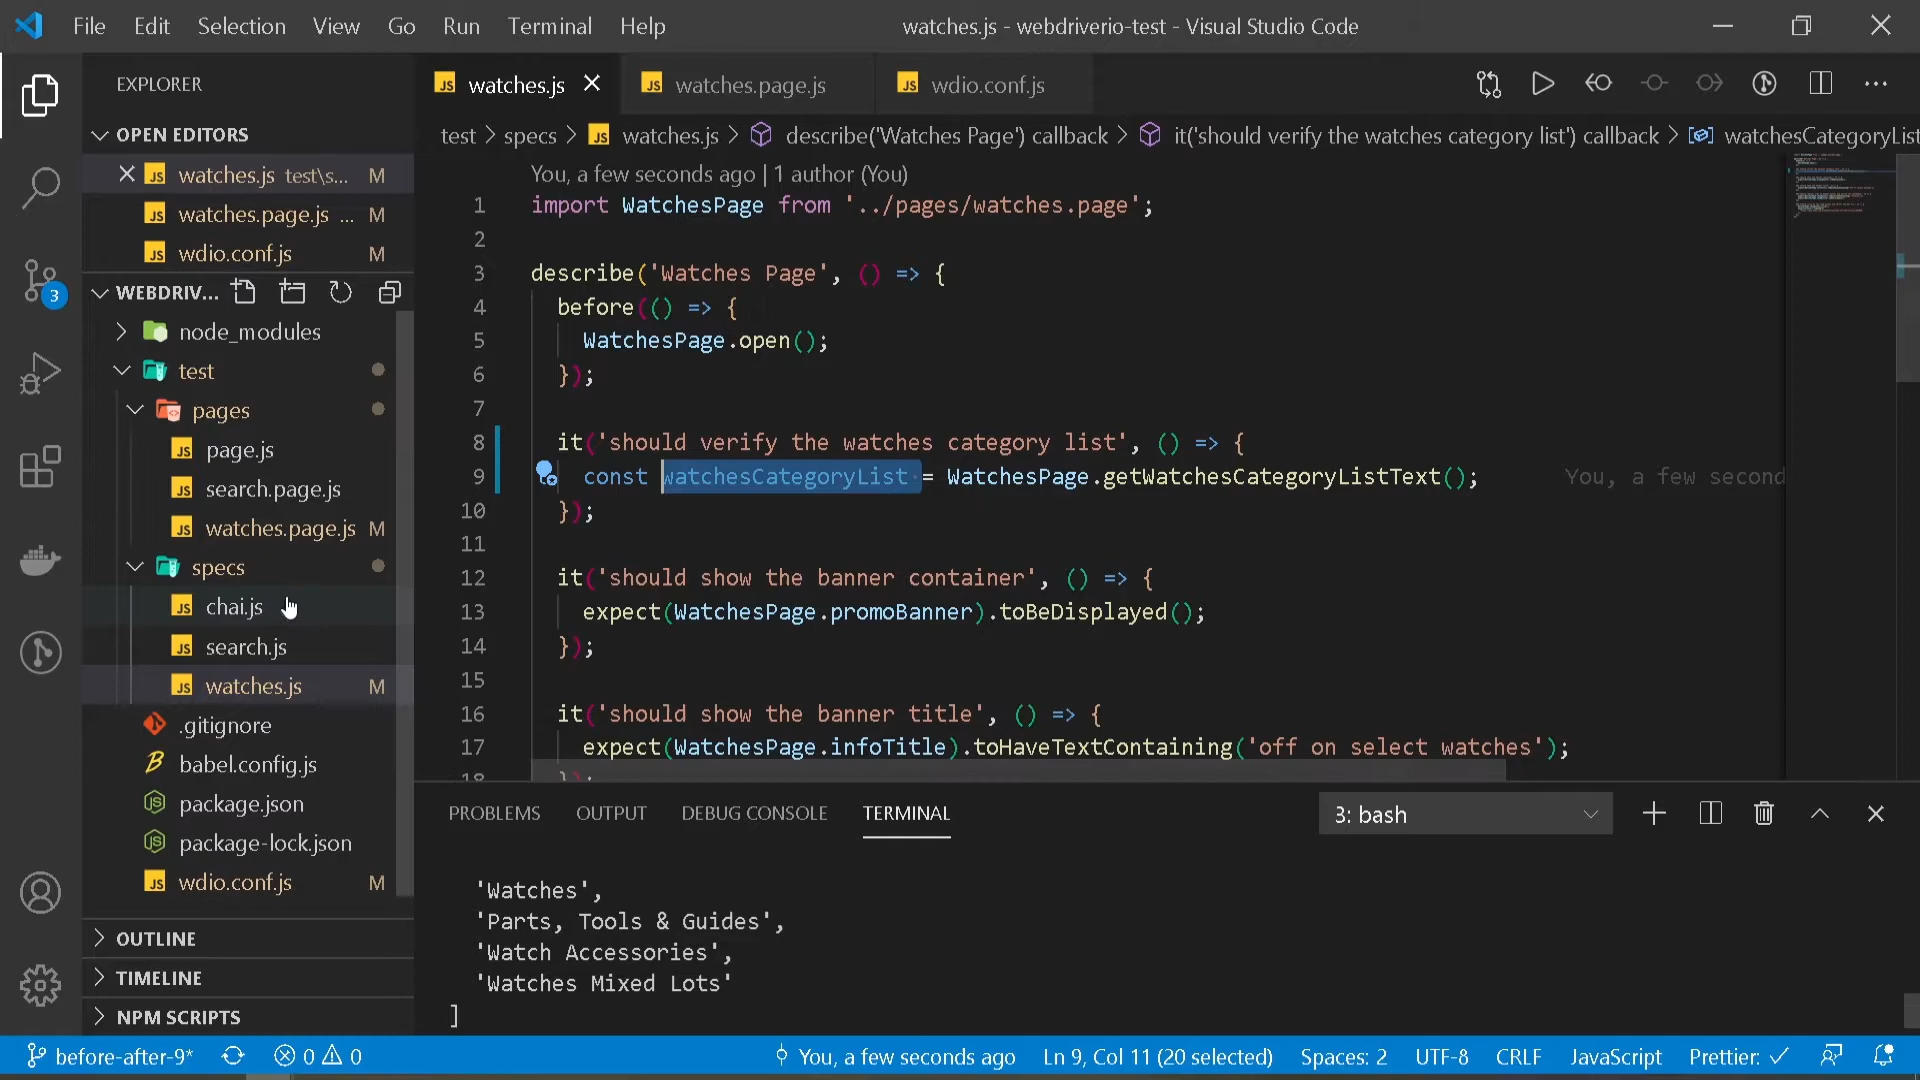 File Edit Selection View Go Run Terminal Help
watches.js - webdriverio-test - Visual Studio Code
EXPLORER
OPEN EDITORS
watches.js test\s... M
watches.page.js ... M
wdio.conf.js M
WEBDRIV...
node_modules
test
pages
page.js
search.page.js
watches.page.js M
specs
chai.js
search.js
watches.js M
.gitignore
babel.config.js
package.json
package-lock.json
wdio.conf.js M
OUTLINE
TIMELINE
NPM SCRIPTS
3
watches.js
watches.page.js
wdio.conf.js
test > specs > watches.js > describe('Watches Page') callback > it('should verify the watches category list') callback > watchesCategoryList
You, a few seconds ago | 1 author (You)
1 import WatchesPage from '../pages/watches.page';
2
3 describe('Watches Page', () => {
4 before(() => {
5 WatchesPage.open();
6 });
7
8 it('should verify the watches category list', () => {
9 const watchesCategoryList = WatchesPage.getWatchesCategoryListText(); You, a few second
10 });
11
12 it('should show the banner container', () => {
13 expect(WatchesPage.promoBanner).toBeDisplayed();
14 });
15
16 it('should show the banner title', () => {
17 expect(WatchesPage.infoTitle).toHaveTextContaining('off on select watches');
18 });
PROBLEMS OUTPUT DEBUG CONSOLE TERMINAL
3: bash
'Watches',
'Parts, Tools & Guides',
'Watch Accessories',
'Watches Mixed Lots'
]
before-after-9* 0 0 You, a few seconds ago Ln 9, Col 11 (20 selected) Spaces: 2 UTF-8 CRLF JavaScript Prettier: ✓